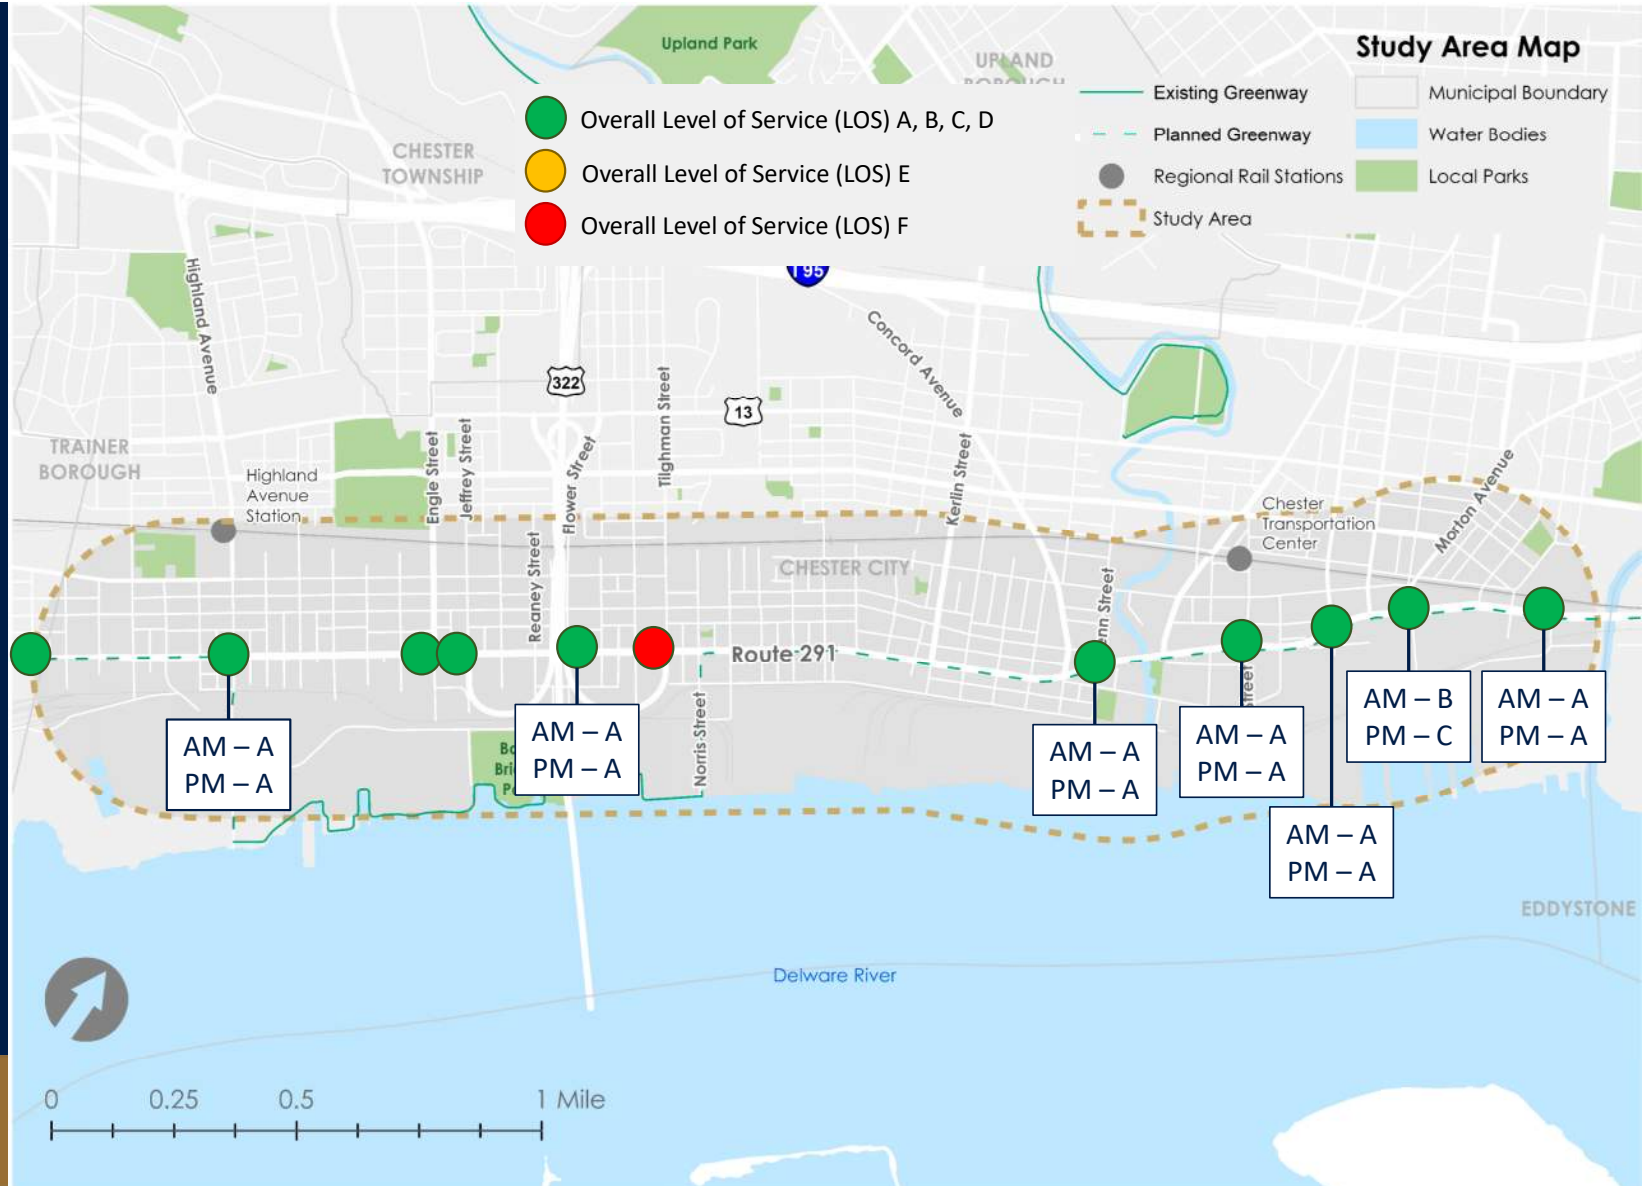 Upland Park
UPLAND
Study Area Map
Existing Greenway
Municipal Boundary
Planned Greenway
Water Bodies
Regional Rail Stations
Local Parks
Study Area
Overall Level of Service (LOS) A, B, C, D
Overall Level of Service (LOS) E
Overall Level of Service (LOS) F
CHESTER
TOWNSHIP
I 95
Highland Avenue
Concord Avenue
322
13
Tilghman Street
TRAINER
BOROUGH
Highland
Avenue
Station
Engle Street
Jeffrey Street
Flower Street
Reaney Street
Kerlin Street
Chester
Transportation
Center
Morton Avenue
CHESTER CITY
enn Street
Route 291
Norris Street
Street
AM – A
PM – A
AM – A
PM – A
AM – A
PM – A
AM – A
PM – A
AM – A
PM – A
AM – B
PM – C
AM – A
PM – A
EDDYSTONE
Delware River
0 0.25 0.5 1 Mile